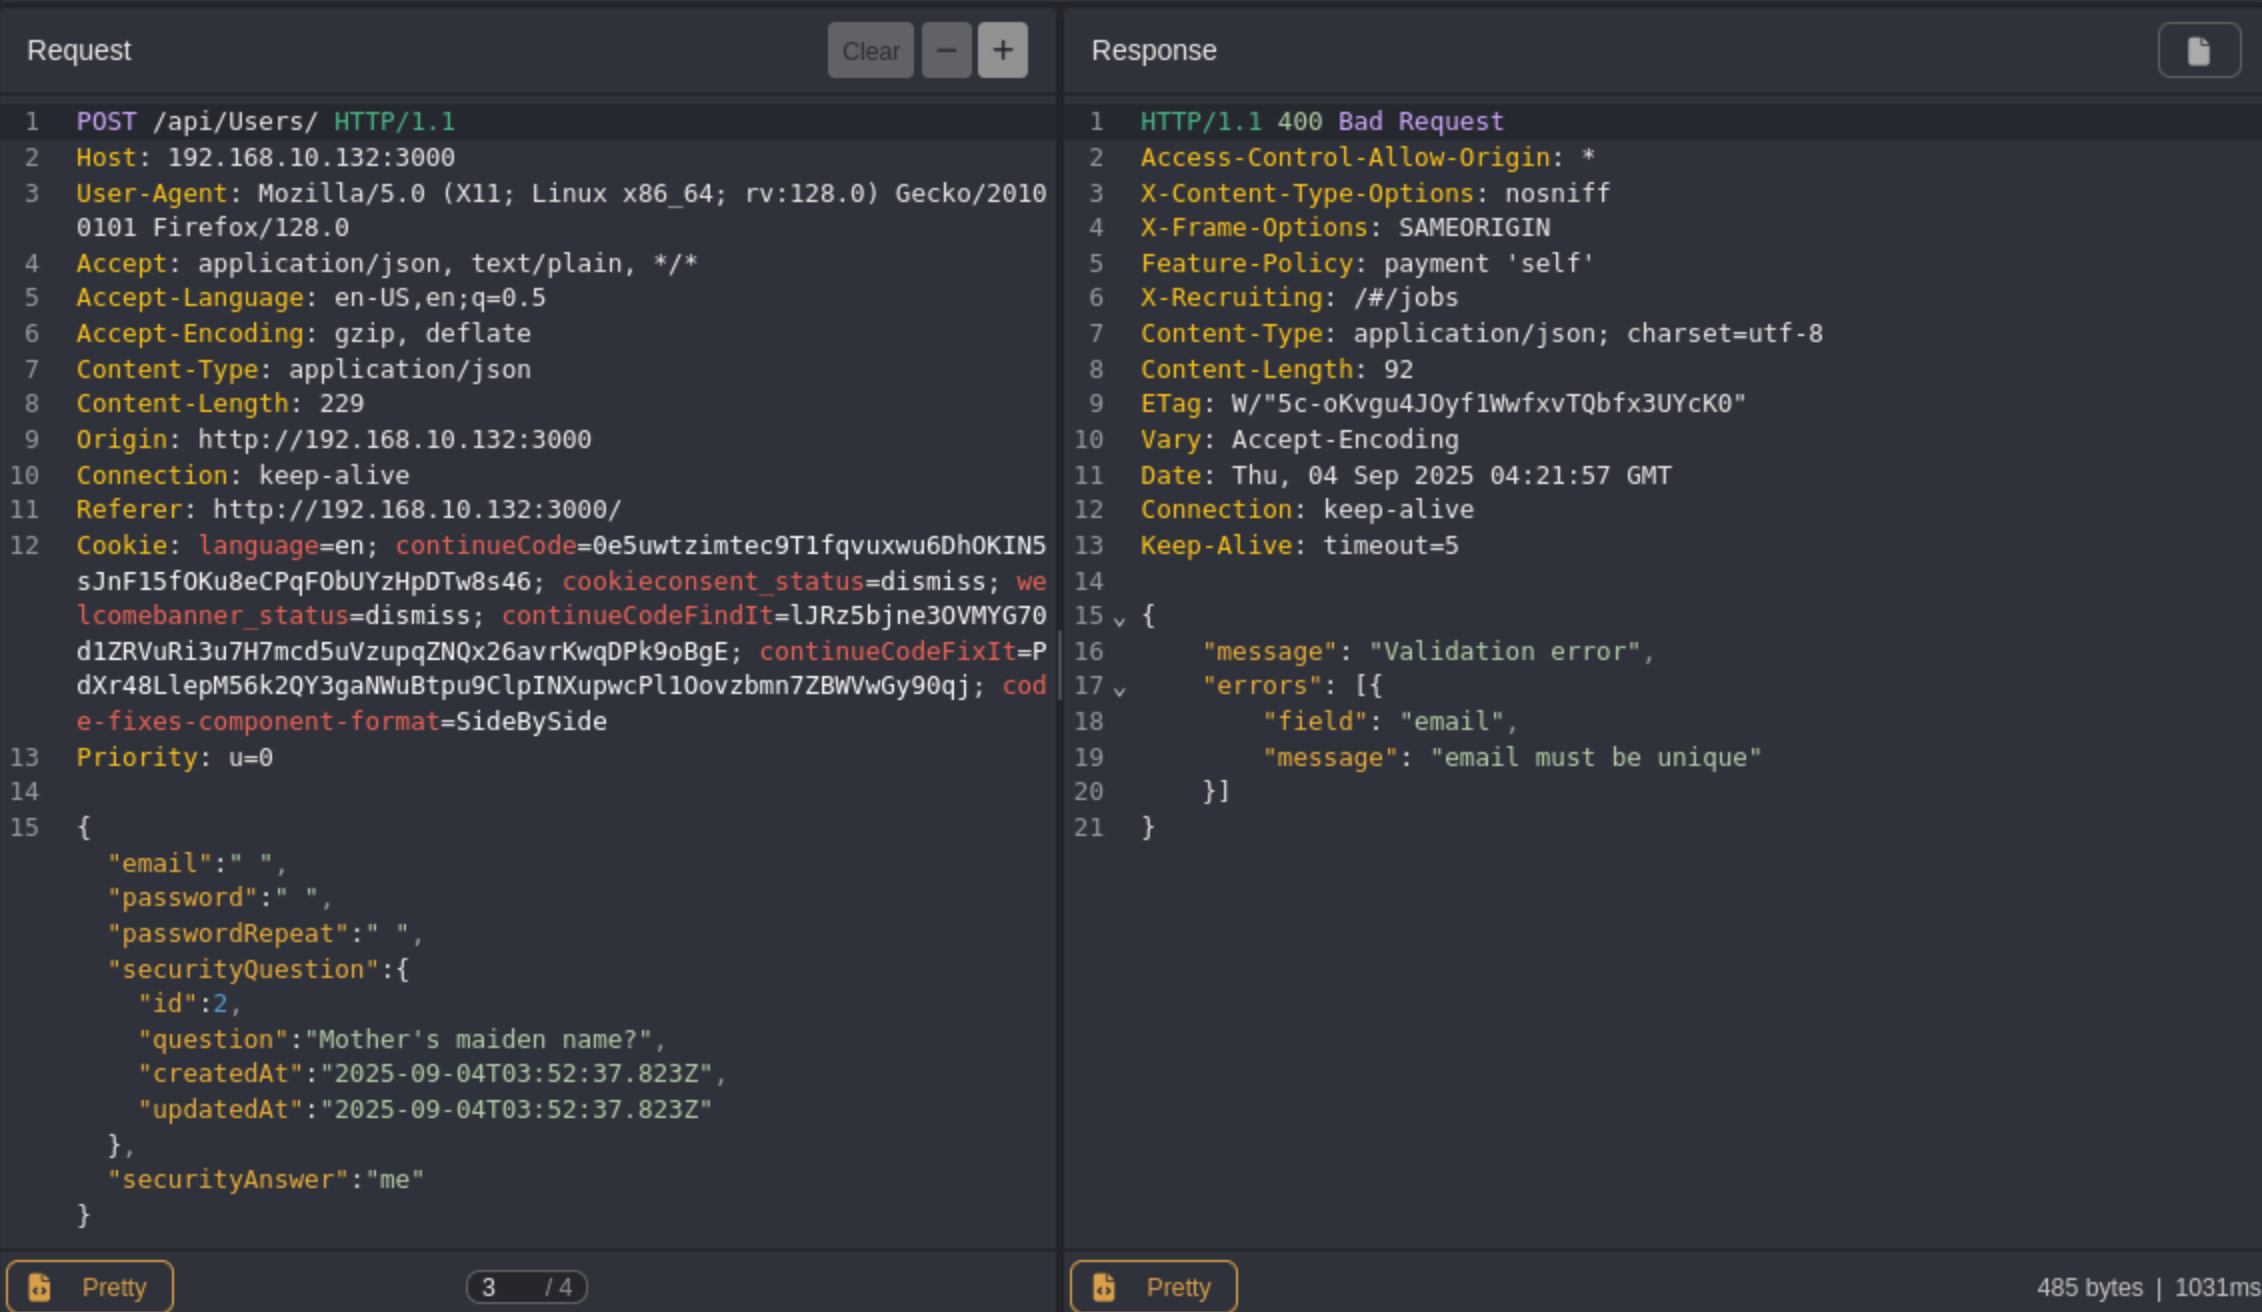 Request
Clear
1 POST /api/Users/ HTTP/1.1
2 Host: 192.168.10.132:3000
3 User-Agent: Mozilla/5.0 (X11; Linux x86_64; rv:128.0) Gecko/2010
0101 Firefox/128.0
4 Accept: application/json, text/plain, */*
5 Accept-Language: en-US,en;q=0.5
6 Accept-Encoding: gzip, deflate
7 Content-Type: application/json
8 Content-Length: 229
9 Origin: http://192.168.10.132:3000
10 Connection: keep-alive
11 Referer: http://192.168.10.132:3000/
12 Cookie: language=en; continueCode=0e5uwtzimtec9T1fqvuxwu6DhOKIN5
sJnF15fOKu8eCPqFObUYzHpDTw8s46; cookieconsent_status=dismiss; we
lcomebanner_status=dismiss; continueCodeFindIt=lJRz5bjne3OVMYG70
d1ZRVuRi3u7H7mcd5uVzupqZNQx26avrKwqDPk9oBgE; continueCodeFixIt=P
dXr48LlepM56k2QY3gaNWuBtpu9ClpINXupwcPl1Oovzbmn7ZBWVwGy90qj; cod
e-fixes-component-format=SideBySide
13 Priority: u=0
14
15 {
"email":" ",
"password":" ",
"passwordRepeat":" ",
"securityQuestion":{
"id":2,
"question":"Mother's maiden name?",
"createdAt":"2025-09-04T03:52:37.823Z",
"updatedAt":"2025-09-04T03:52:37.823Z"
},
"securityAnswer":"me"
}
Pretty
3 / 4
Response
1 HTTP/1.1 400 Bad Request
2 Access-Control-Allow-Origin: *
3 X-Content-Type-Options: nosniff
4 X-Frame-Options: SAMEORIGIN
5 Feature-Policy: payment 'self'
6 X-Recruiting: /#/jobs
7 Content-Type: application/json; charset=utf-8
8 Content-Length: 92
9 ETag: W/"5c-oKvgu4JOyf1WwfxvTQbfx3UYcK0"
10 Vary: Accept-Encoding
11 Date: Thu, 04 Sep 2025 04:21:57 GMT
12 Connection: keep-alive
13 Keep-Alive: timeout=5
14
15 {
16 "message": "Validation error",
17 "errors": [{
18 "field": "email",
19 "message": "email must be unique"
20 }]
21 }
Pretty
485 bytes | 1031ms